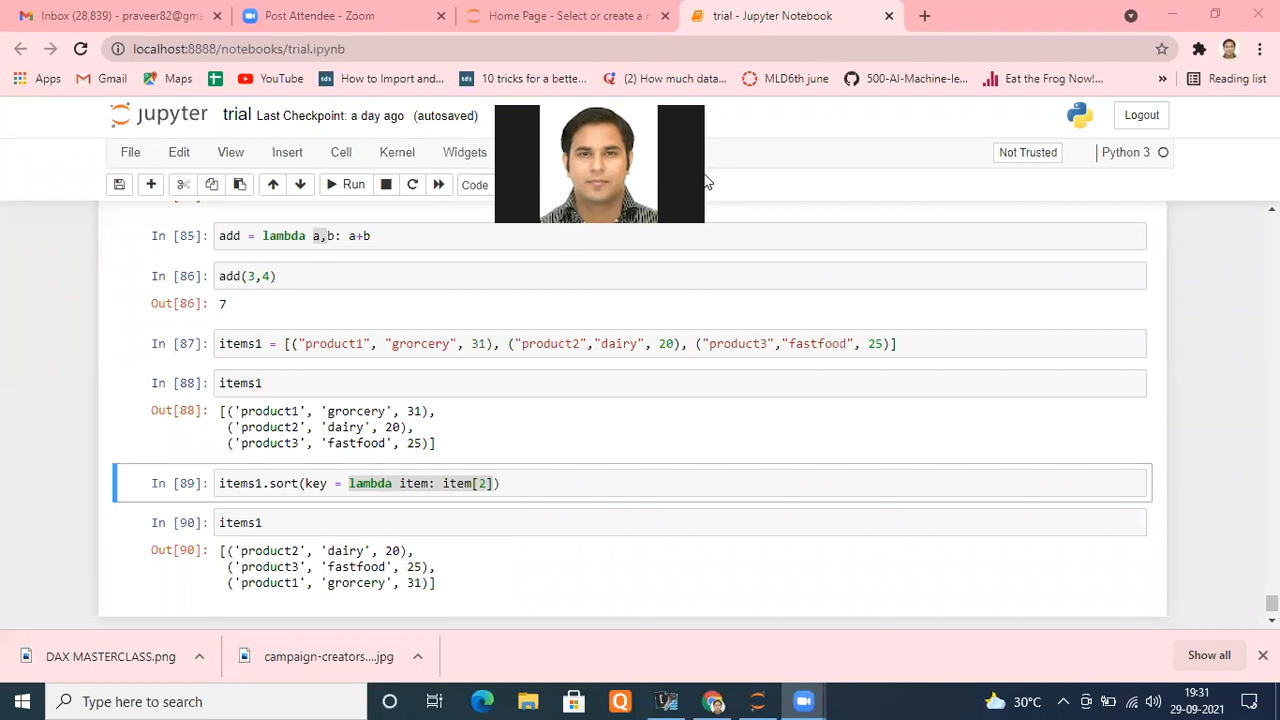 Inbox (28,839) - praveer82@gm
Post Attendee - Zoom
Home Page - Select or create a n
trial - Jupyter Notebook
localhost:8888/notebooks/trial.ipynb
Apps
Gmail
Maps
YouTube
tds
How to Import and...
tds
10 tricks for a bette...
(2) How much data...
MLD6th june
500-AI-Machine-le...
Eat the Frog Now!...
»
Reading list
jupyter
trial Last Checkpoint: a day ago (autosaved)
Logout
File
Edit
View
Insert
Cell
Kernel
Widgets
Not Trusted
Python 3
Run
Code
In [85]: add = lambda a,b: a+b
In [86]: add(3,4)
Out[86]: 7
In [87]: items1 = [("product1", "grorcery", 31), ("product2","dairy", 20), ("product3","fastfood", 25)]
In [88]: items1
Out[88]: [('product1', 'grorcery', 31),
('product2', 'dairy', 20),
('product3', 'fastfood', 25)]
In [89]: items1.sort(key = lambda item: item[2])
In [90]: items1
Out[90]: [('product2', 'dairy', 20),
('product3', 'fastfood', 25),
('product1', 'grorcery', 31)]
DAX MASTERCLASS.png
campaign-creators....jpg
Show all
Type here to search
Q
30°C
19:31
29-09-2021